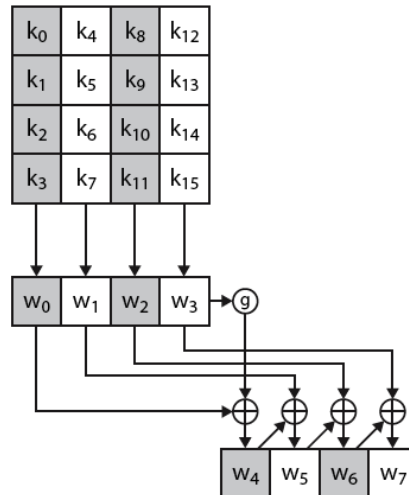 k₀ k₄ k₈ k₁₂
k₁ k₅ k₉ k₁₃
k₂ k₆ k₁₀ k₁₄
k₃ k₇ k₁₁ k₁₅
w₀ w₁ w₂ w₃ g
w₄ w₅ w₆ w₇